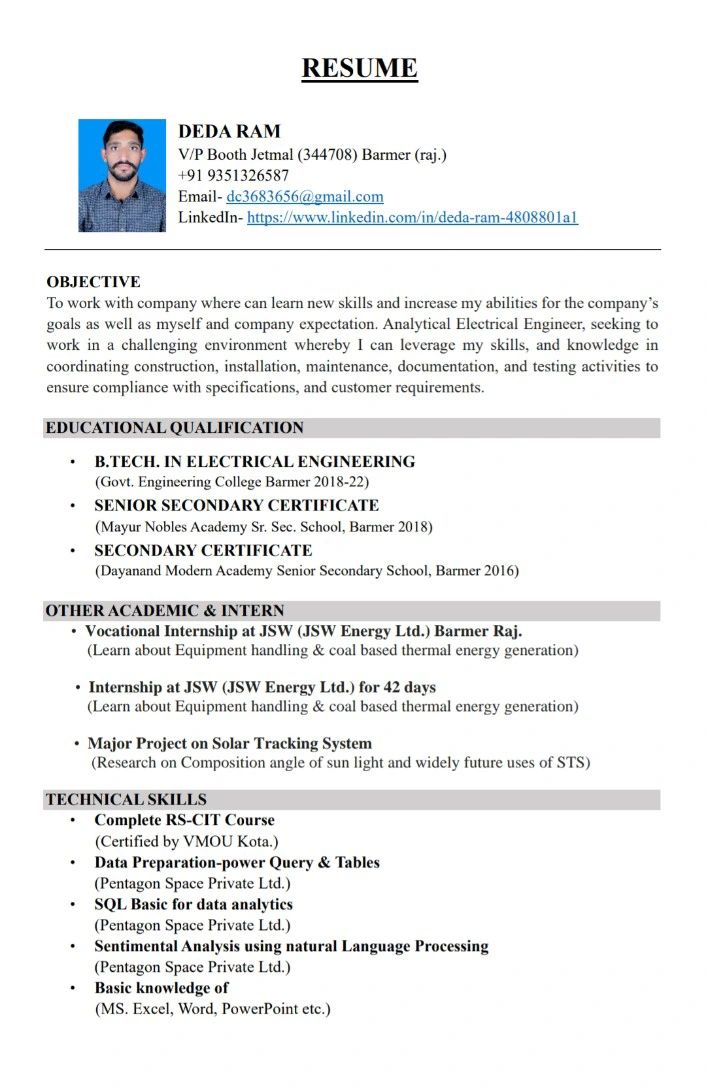 RESUME
DEDA RAM
V/P Booth Jetmal (344708) Barmer (raj.)
+91 9351326587
Email- dc3683656@gmail.com
LinkedIn- https://www.linkedin.com/in/deda-ram-4808801a1
OBJECTIVE
To work with company where can learn new skills and increase my abilities for the company’s
goals as well as myself and company expectation. Analytical Electrical Engineer, seeking to
work in a challenging environment whereby I can leverage my skills, and knowledge in
coordinating construction, installation, maintenance, documentation, and testing activities to
ensure compliance with specifications, and customer requirements.
EDUCATIONAL QUALIFICATION
• B.TECH. IN ELECTRICAL ENGINEERING
(Govt. Engineering College Barmer 2018-22)
• SENIOR SECONDARY CERTIFICATE
(Mayur Nobles Academy Sr. Sec. School, Barmer 2018)
• SECONDARY CERTIFICATE
(Dayanand Modern Academy Senior Secondary School, Barmer 2016)
OTHER ACADEMIC & INTERN
• Vocational Internship at JSW (JSW Energy Ltd.) Barmer Raj.
(Learn about Equipment handling & coal based thermal energy generation)
• Internship at JSW (JSW Energy Ltd.) for 42 days
(Learn about Equipment handling & coal based thermal energy generation)
• Major Project on Solar Tracking System
(Research on Composition angle of sun light and widely future uses of STS)
TECHNICAL SKILLS
• Complete RS-CIT Course
(Certified by VMOU Kota.)
• Data Preparation-power Query & Tables
(Pentagon Space Private Ltd.)
• SQL Basic for data analytics
(Pentagon Space Private Ltd.)
• Sentimental Analysis using natural Language Processing
(Pentagon Space Private Ltd.)
• Basic knowledge of
(MS. Excel, Word, PowerPoint etc.)